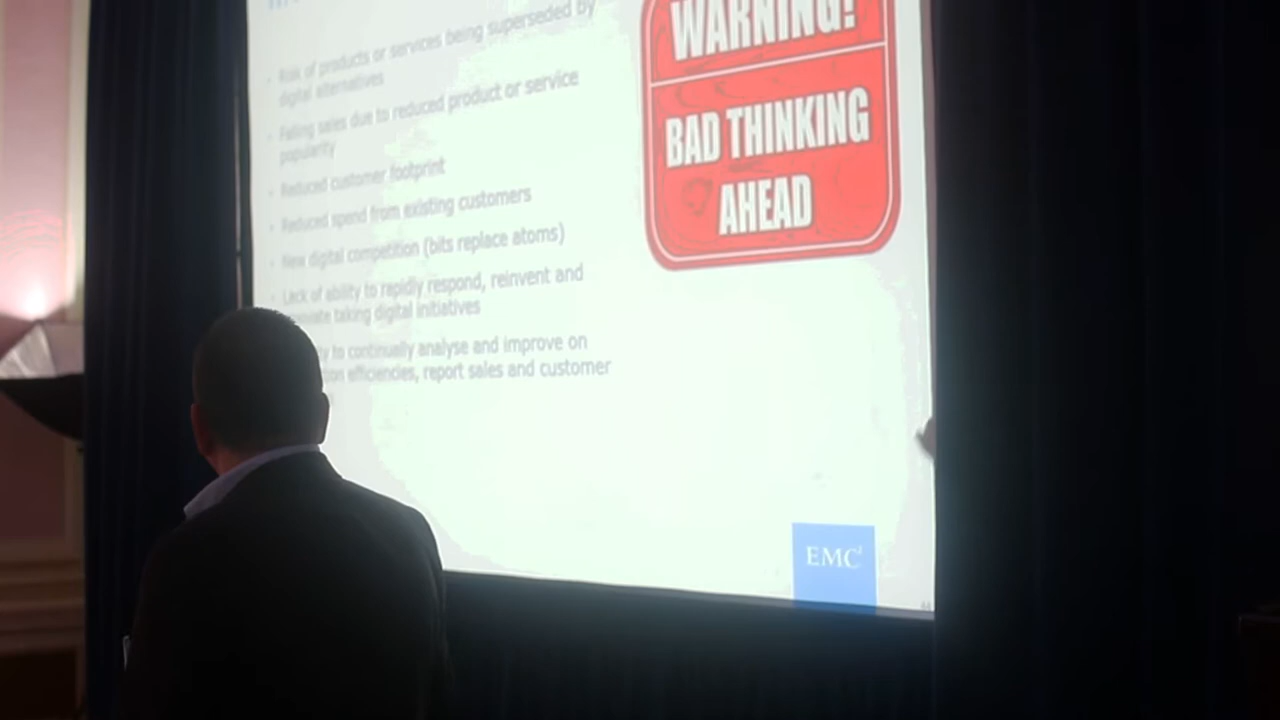 Risk of products or services being superseded by
digital alternatives
Falling sales due to reduced product or service
popularity
Reduced customer footprint
Reduced spend from existing customers
New digital competition (bits replace atoms)
Lack of ability to rapidly respond, reinvent and
taking digital initiatives
to continually analyse and improve on
efficiencies, report sales and customer
WARNING!
BAD THINKING
AHEAD
EMC²